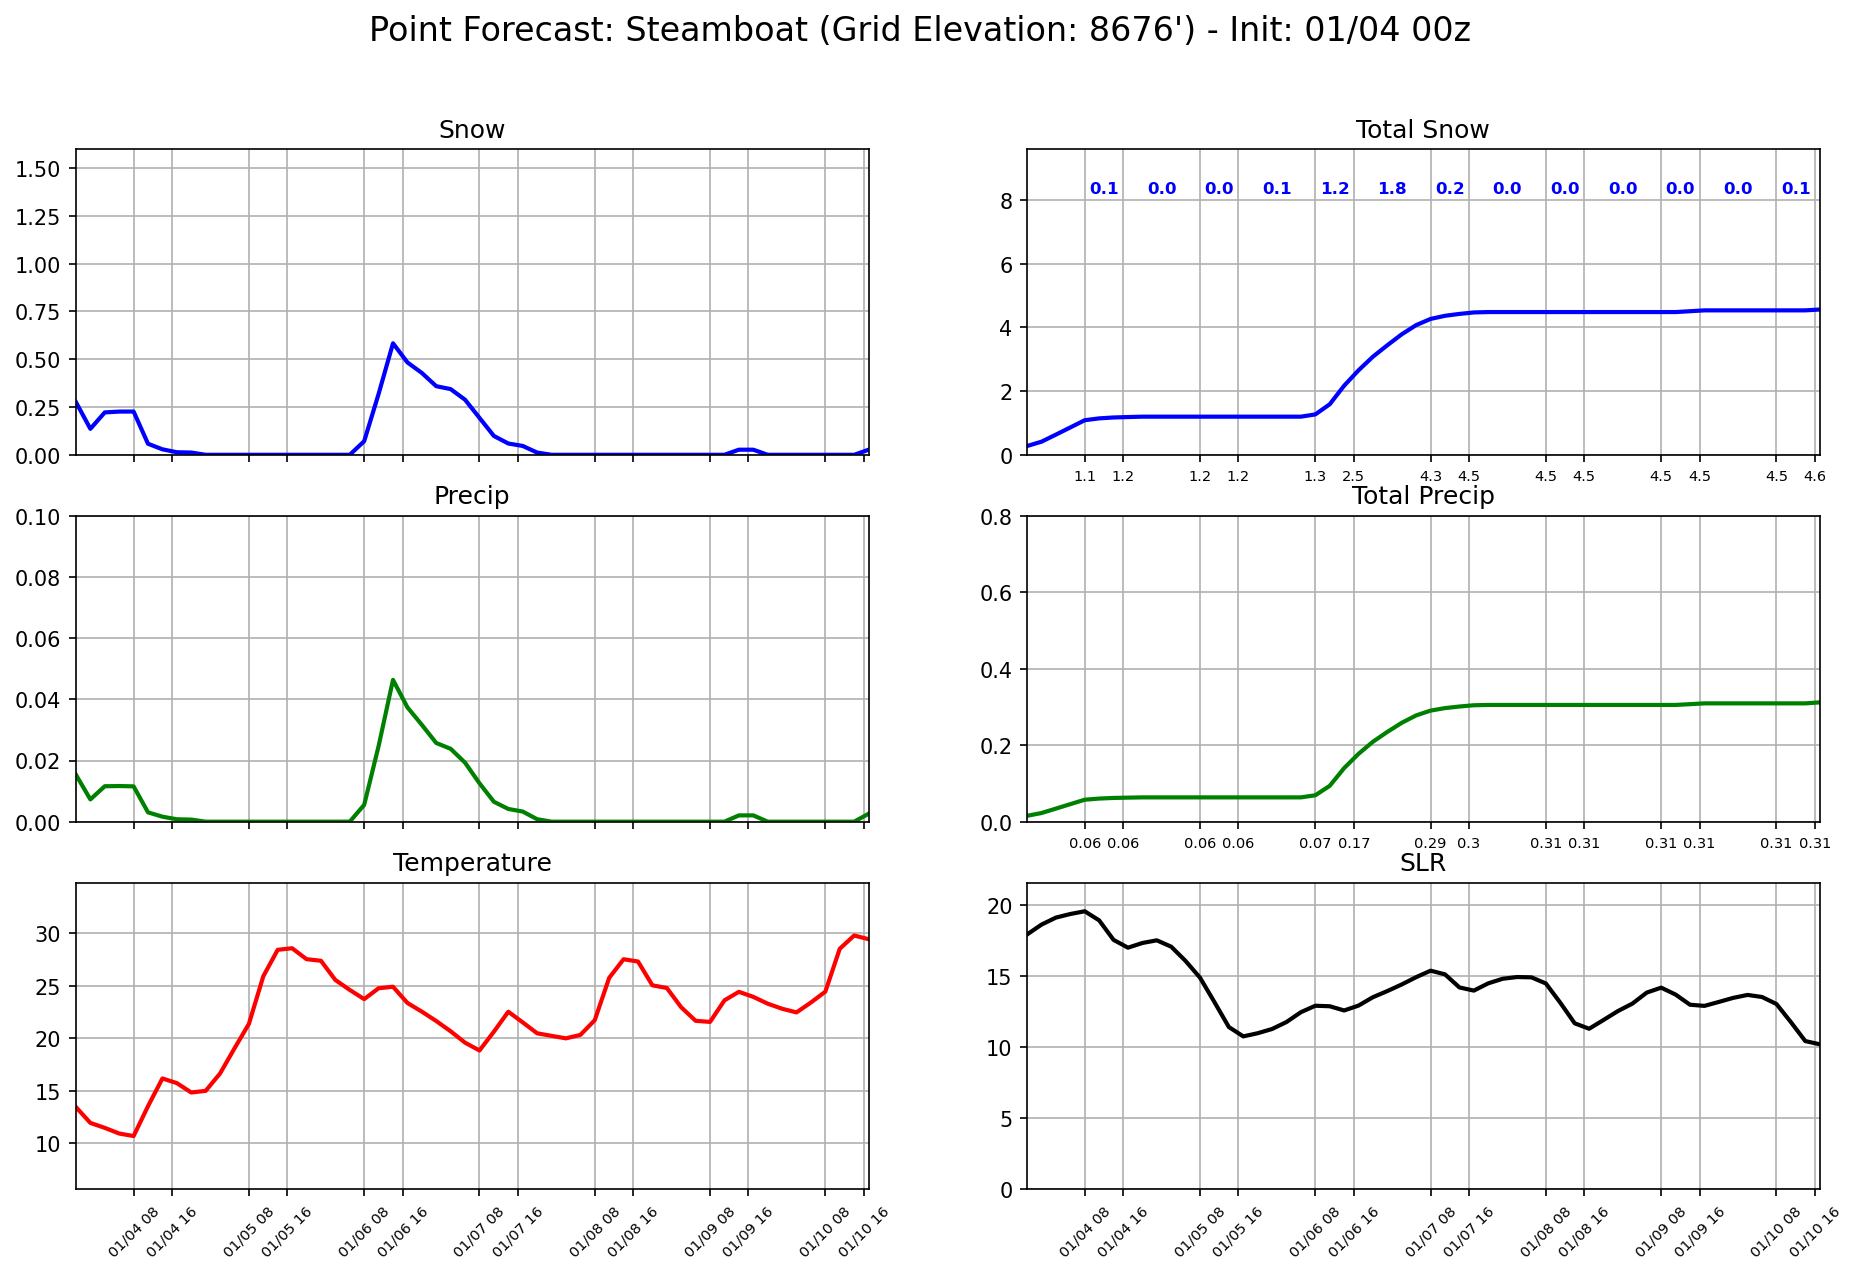 Point Forecast: Steamboat (Grid Elevation: 8676') - Init: 01/04 00z
Snow
1.50
1.25
1.00
0.75
0.50
0.25
0.00
Total Snow
0.1 0.0 0.0 0.1 1.2 1.8 0.2 0.0 0.0 0.0 0.0 0.0 0.1
8
6
4
2
0
1.1 1.2 1.2 1.2 1.3 2.5 4.3 4.5 4.5 4.5 4.5 4.5 4.5 4.6
Precip
0.10
0.08
0.06
0.04
0.02
0.00
Total Precip
0.8
0.6
0.4
0.2
0.0
0.06 0.06 0.06 0.06 0.07 0.17 0.29 0.3 0.31 0.31 0.31 0.31 0.31 0.31
Temperature
30
25
20
15
10
01/04 08 01/04 16 01/05 08 01/05 16 01/06 08 01/06 16 01/07 08 01/07 16 01/08 08 01/08 16 01/09 08 01/09 16 01/10 08 01/10 16
SLR
20
15
10
5
0
01/04 08 01/04 16 01/05 08 01/05 16 01/06 08 01/06 16 01/07 08 01/07 16 01/08 08 01/08 16 01/09 08 01/09 16 01/10 08 01/10 16